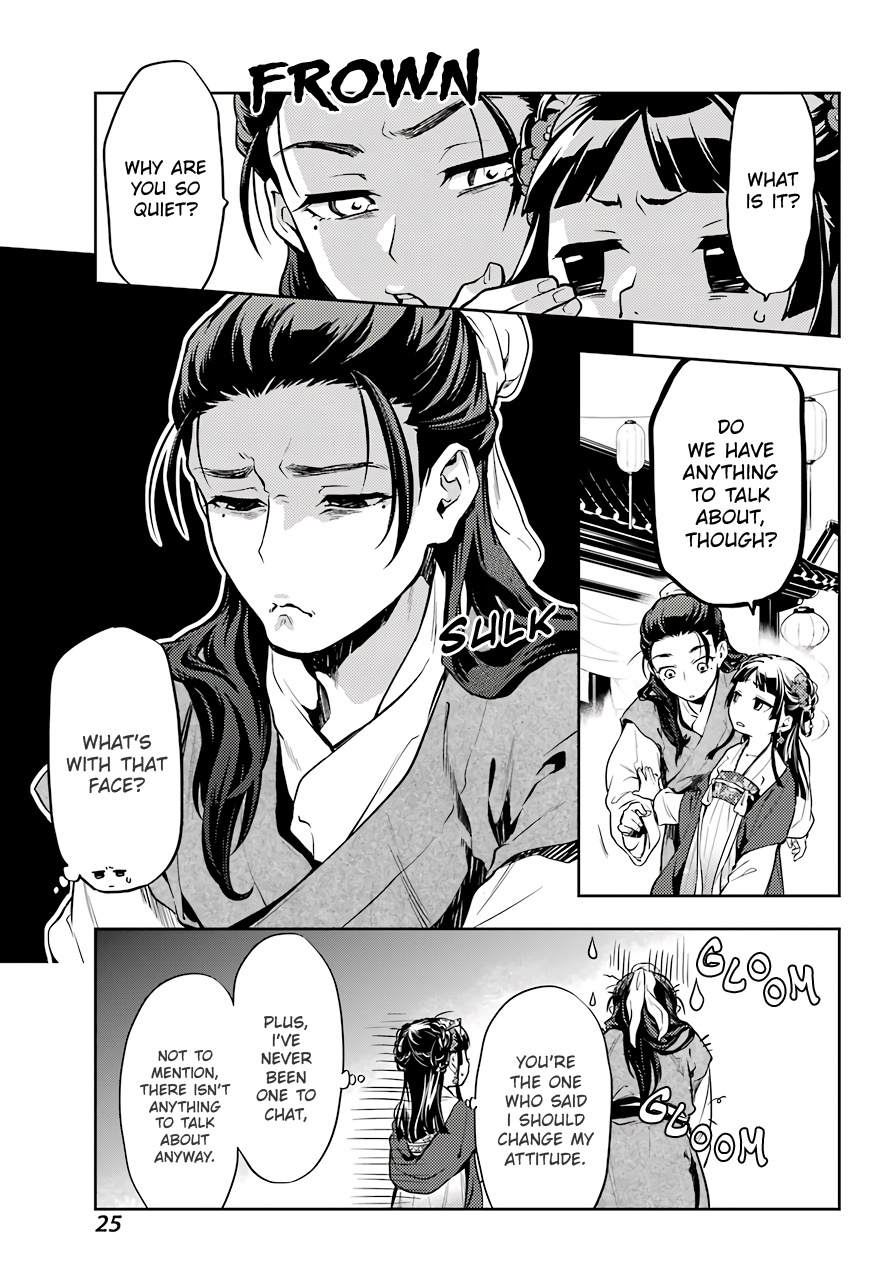 FROWN
WHAT
IS IT?
WHY ARE
YOU SO
QUIET?
DO
WE HAVE
ANYTHING
TO TALK
ABOUT,
THOUGH?
SULK
WHAT'S
WITH THAT
FACE?
GLOOM
GLOOM
YOU'RE
THE ONE
WHO SAID
I SHOULD
CHANGE MY
ATTITUDE.
PLUS,
I'VE
NEVER
BEEN
ONE TO
CHAT,
NOT TO
MENTION,
THERE ISN'T
ANYTHING
TO TALK
ABOUT
ANYWAY.
25